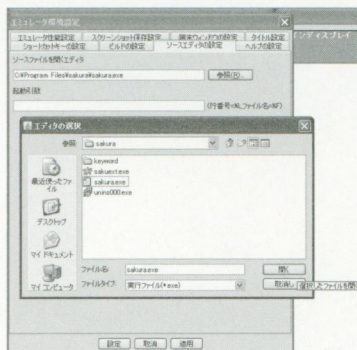 エミュレータ環境設定
エミュレータ性能設定 スクリーンショット保存設定 端末ウィンドウの設定 タイトル設定
ショートカットキーの設定 ビルドの設定 ソースエディタの設定 ヘルプの設定
ソースファイルを開くエディタ
C:¥Program Files¥sakura¥sakura.exe 参照(R)..
起動引数
(行番号=%L,ファイル名=%F)
インディスプレイ
エディタの選択
参照: sakura
keyword
sakuext.exe
sakura.exe
unins000.exe
最近使ったファイル
デスクトップ
マイ ドキュメント
マイ コンピュータ
ファイル名: sakura.exe 開く
ファイルタイプ: 実行ファイル(*.exe) 取消し
選択したファイルを開
設定 取消 適用